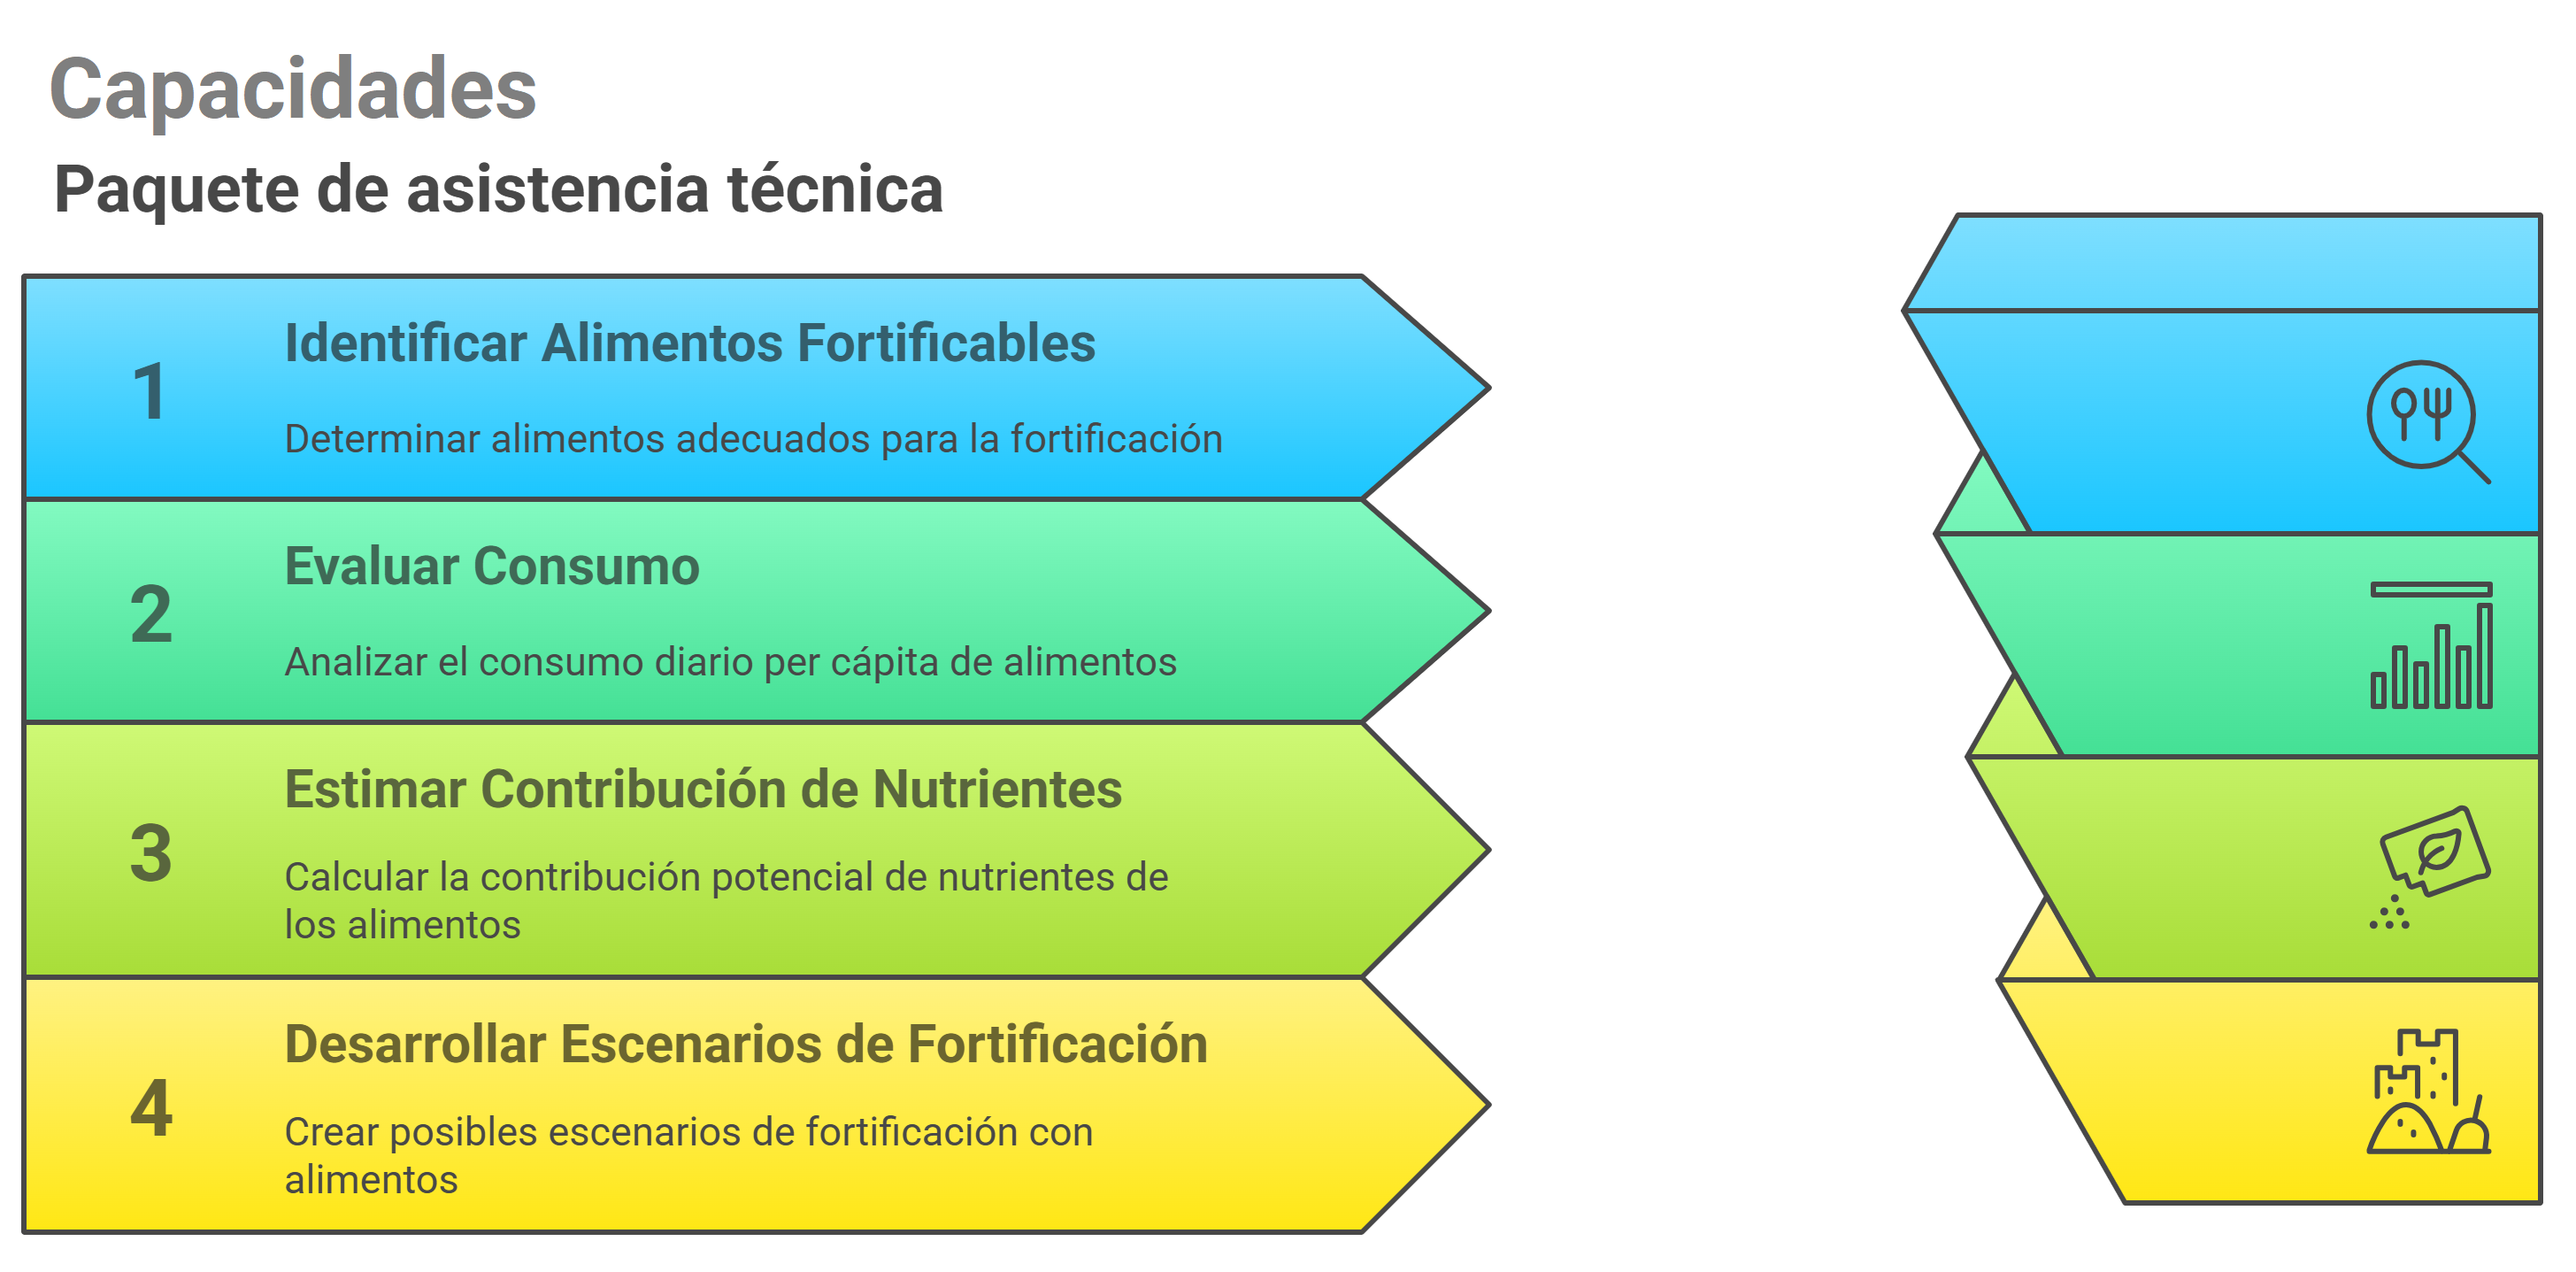 Capacidades
Paquete de asistencia técnica
1
Identificar Alimentos Fortificables
Determinar alimentos adecuados para la fortificación
2
Evaluar Consumo
Analizar el consumo diario per cápita de alimentos
3
Estimar Contribución de Nutrientes
Calcular la contribución potencial de nutrientes de
los alimentos
4
Desarrollar Escenarios de Fortificación
Crear posibles escenarios de fortificación con
alimentos